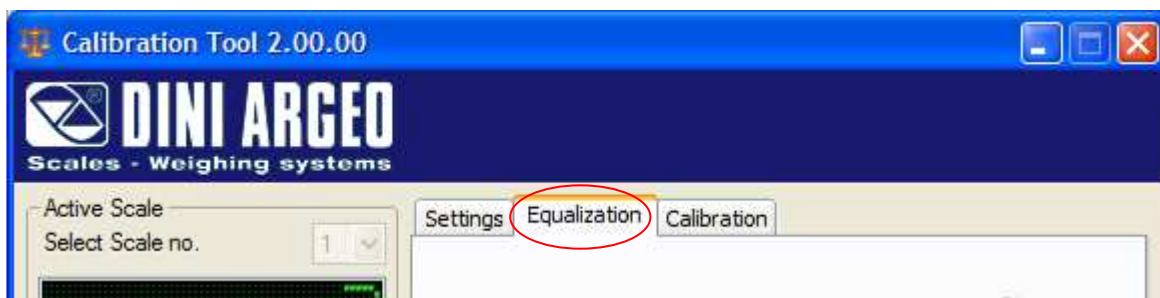 Calibration Tool 2.00.00
DINI ARGEO
Scales - Weighing systems
Active Scale
Select Scale no.
1
Settings
Equalization
Calibration